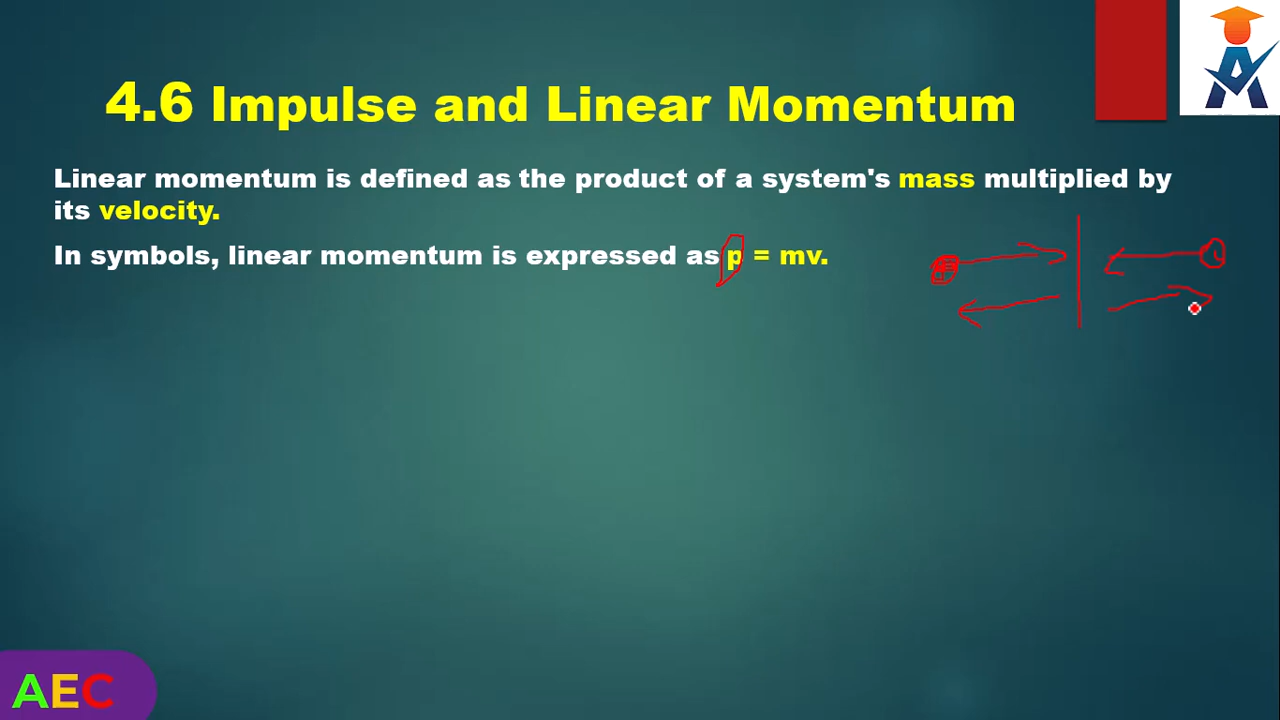 4.6 Impulse and Linear Momentum
Linear momentum is defined as the product of a system's mass multiplied by
its velocity.
In symbols, linear momentum is expressed as p = mv.
AEC